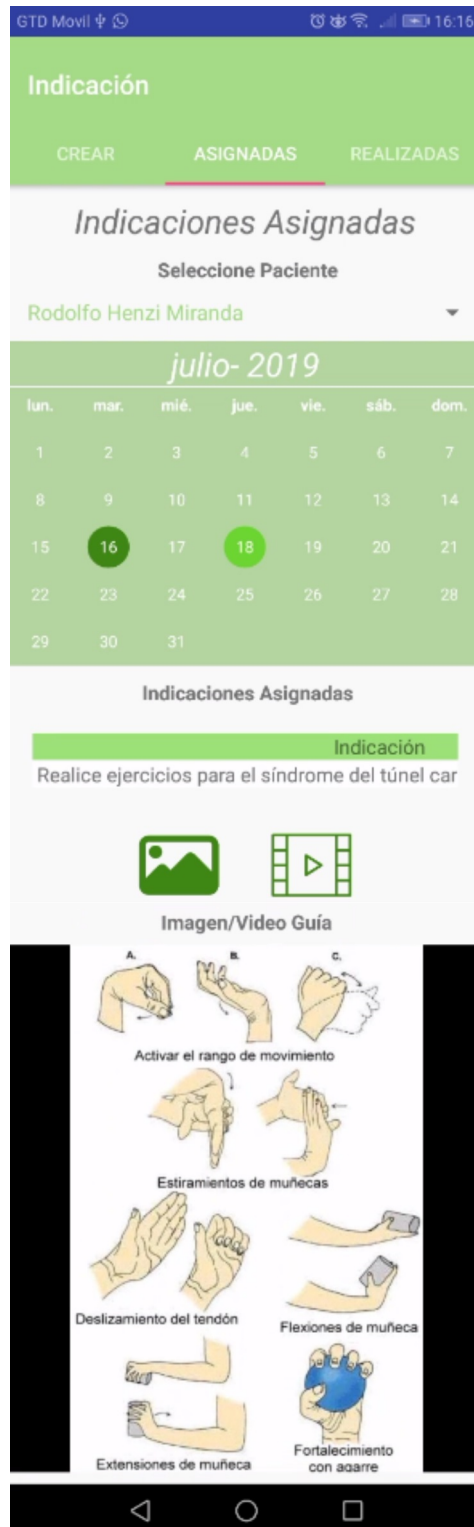 GTD Movil 16:16
Indicación
CREAR ASIGNADAS REALIZADAS
Indicaciones Asignadas
Seleccione Paciente
Rodolfo Henzi Miranda
julio- 2019
lun. mar. mié. jue. vie. sáb. dom.
1 2 3 4 5 6 7
8 9 10 11 12 13 14
15 16 17 18 19 20 21
22 23 24 25 26 27 28
29 30 31
Indicaciones Asignadas
Indicación
Realice ejercicios para el síndrome del túnel car
Imagen/Video Guía
A. B. C.
Activar el rango de movimiento
Estiramientos de muñecas
Deslizamiento del tendón
Flexiones de muñeca
Extensiones de muñeca
Fortalecimiento
con agarre